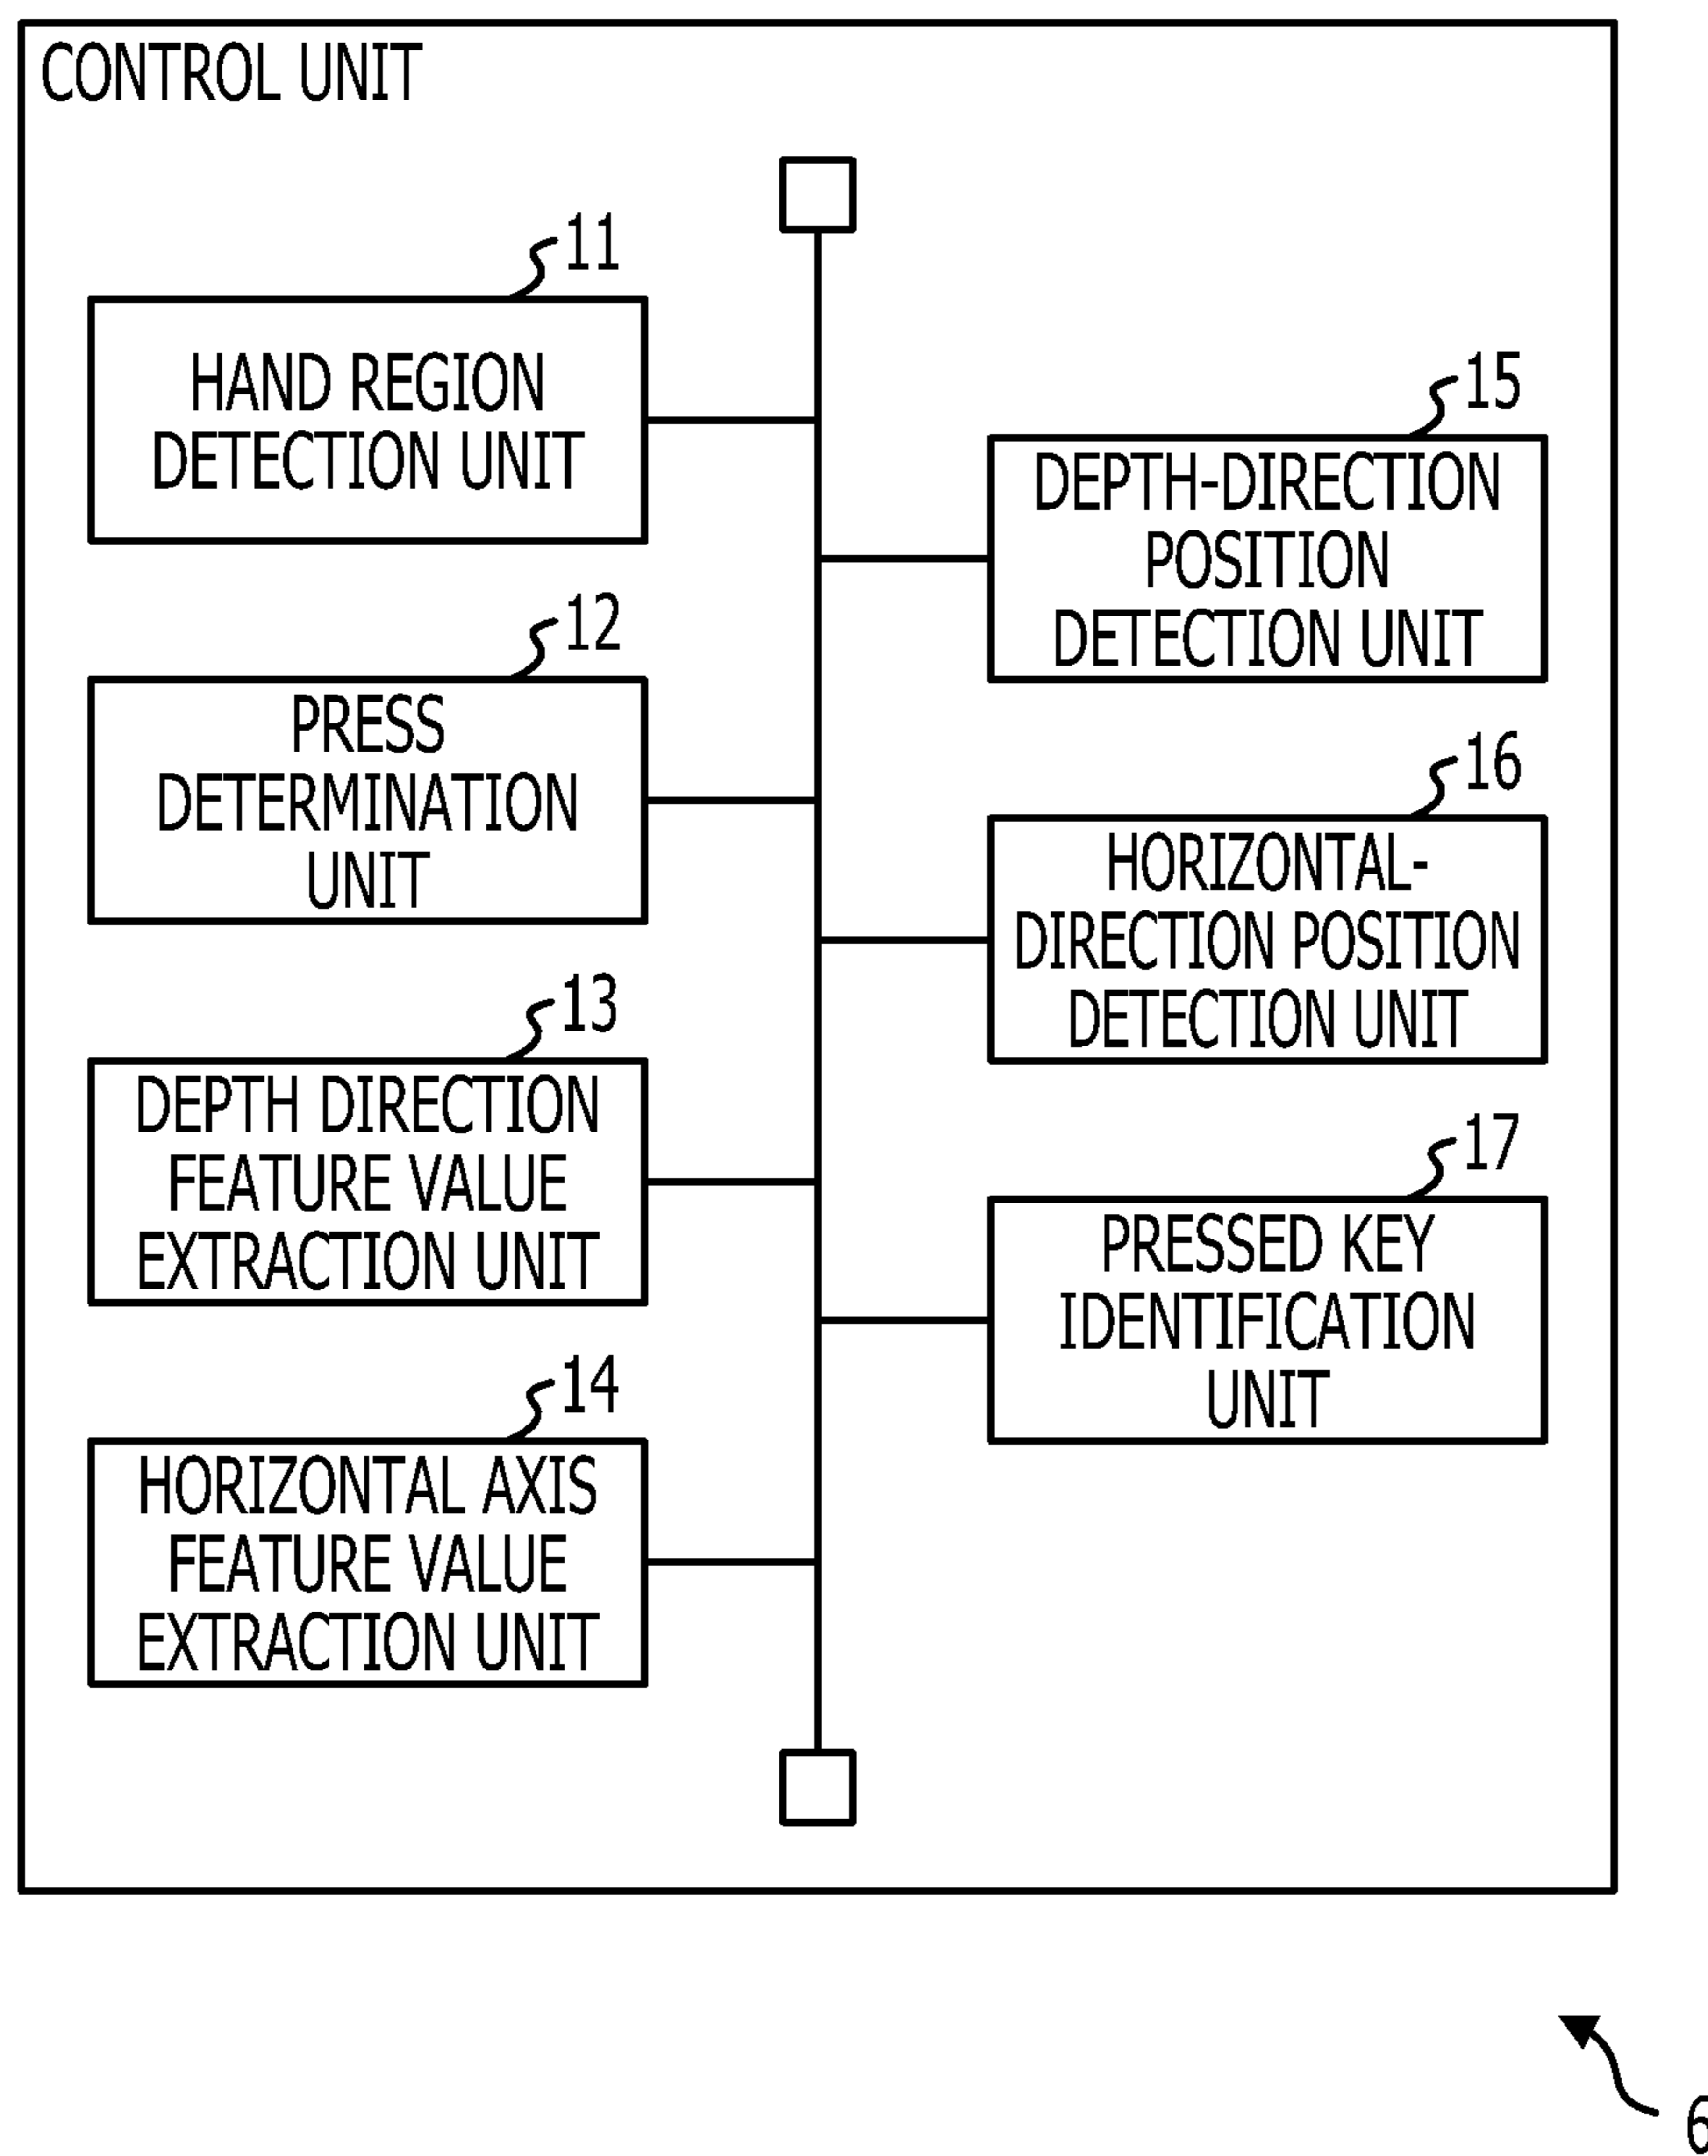 CONTROL UNIT
11
HAND REGION
DETECTION UNIT
12
PRESS
DETERMINATION
UNIT
13
DEPTH DIRECTION
FEATURE VALUE
EXTRACTION UNIT
14
HORIZONTAL AXIS
FEATURE VALUE
EXTRACTION UNIT
15
DEPTH-DIRECTION
POSITION
DETECTION UNIT
16
HORIZONTAL-
DIRECTION POSITION
DETECTION UNIT
17
PRESSED KEY
IDENTIFICATION
UNIT
6